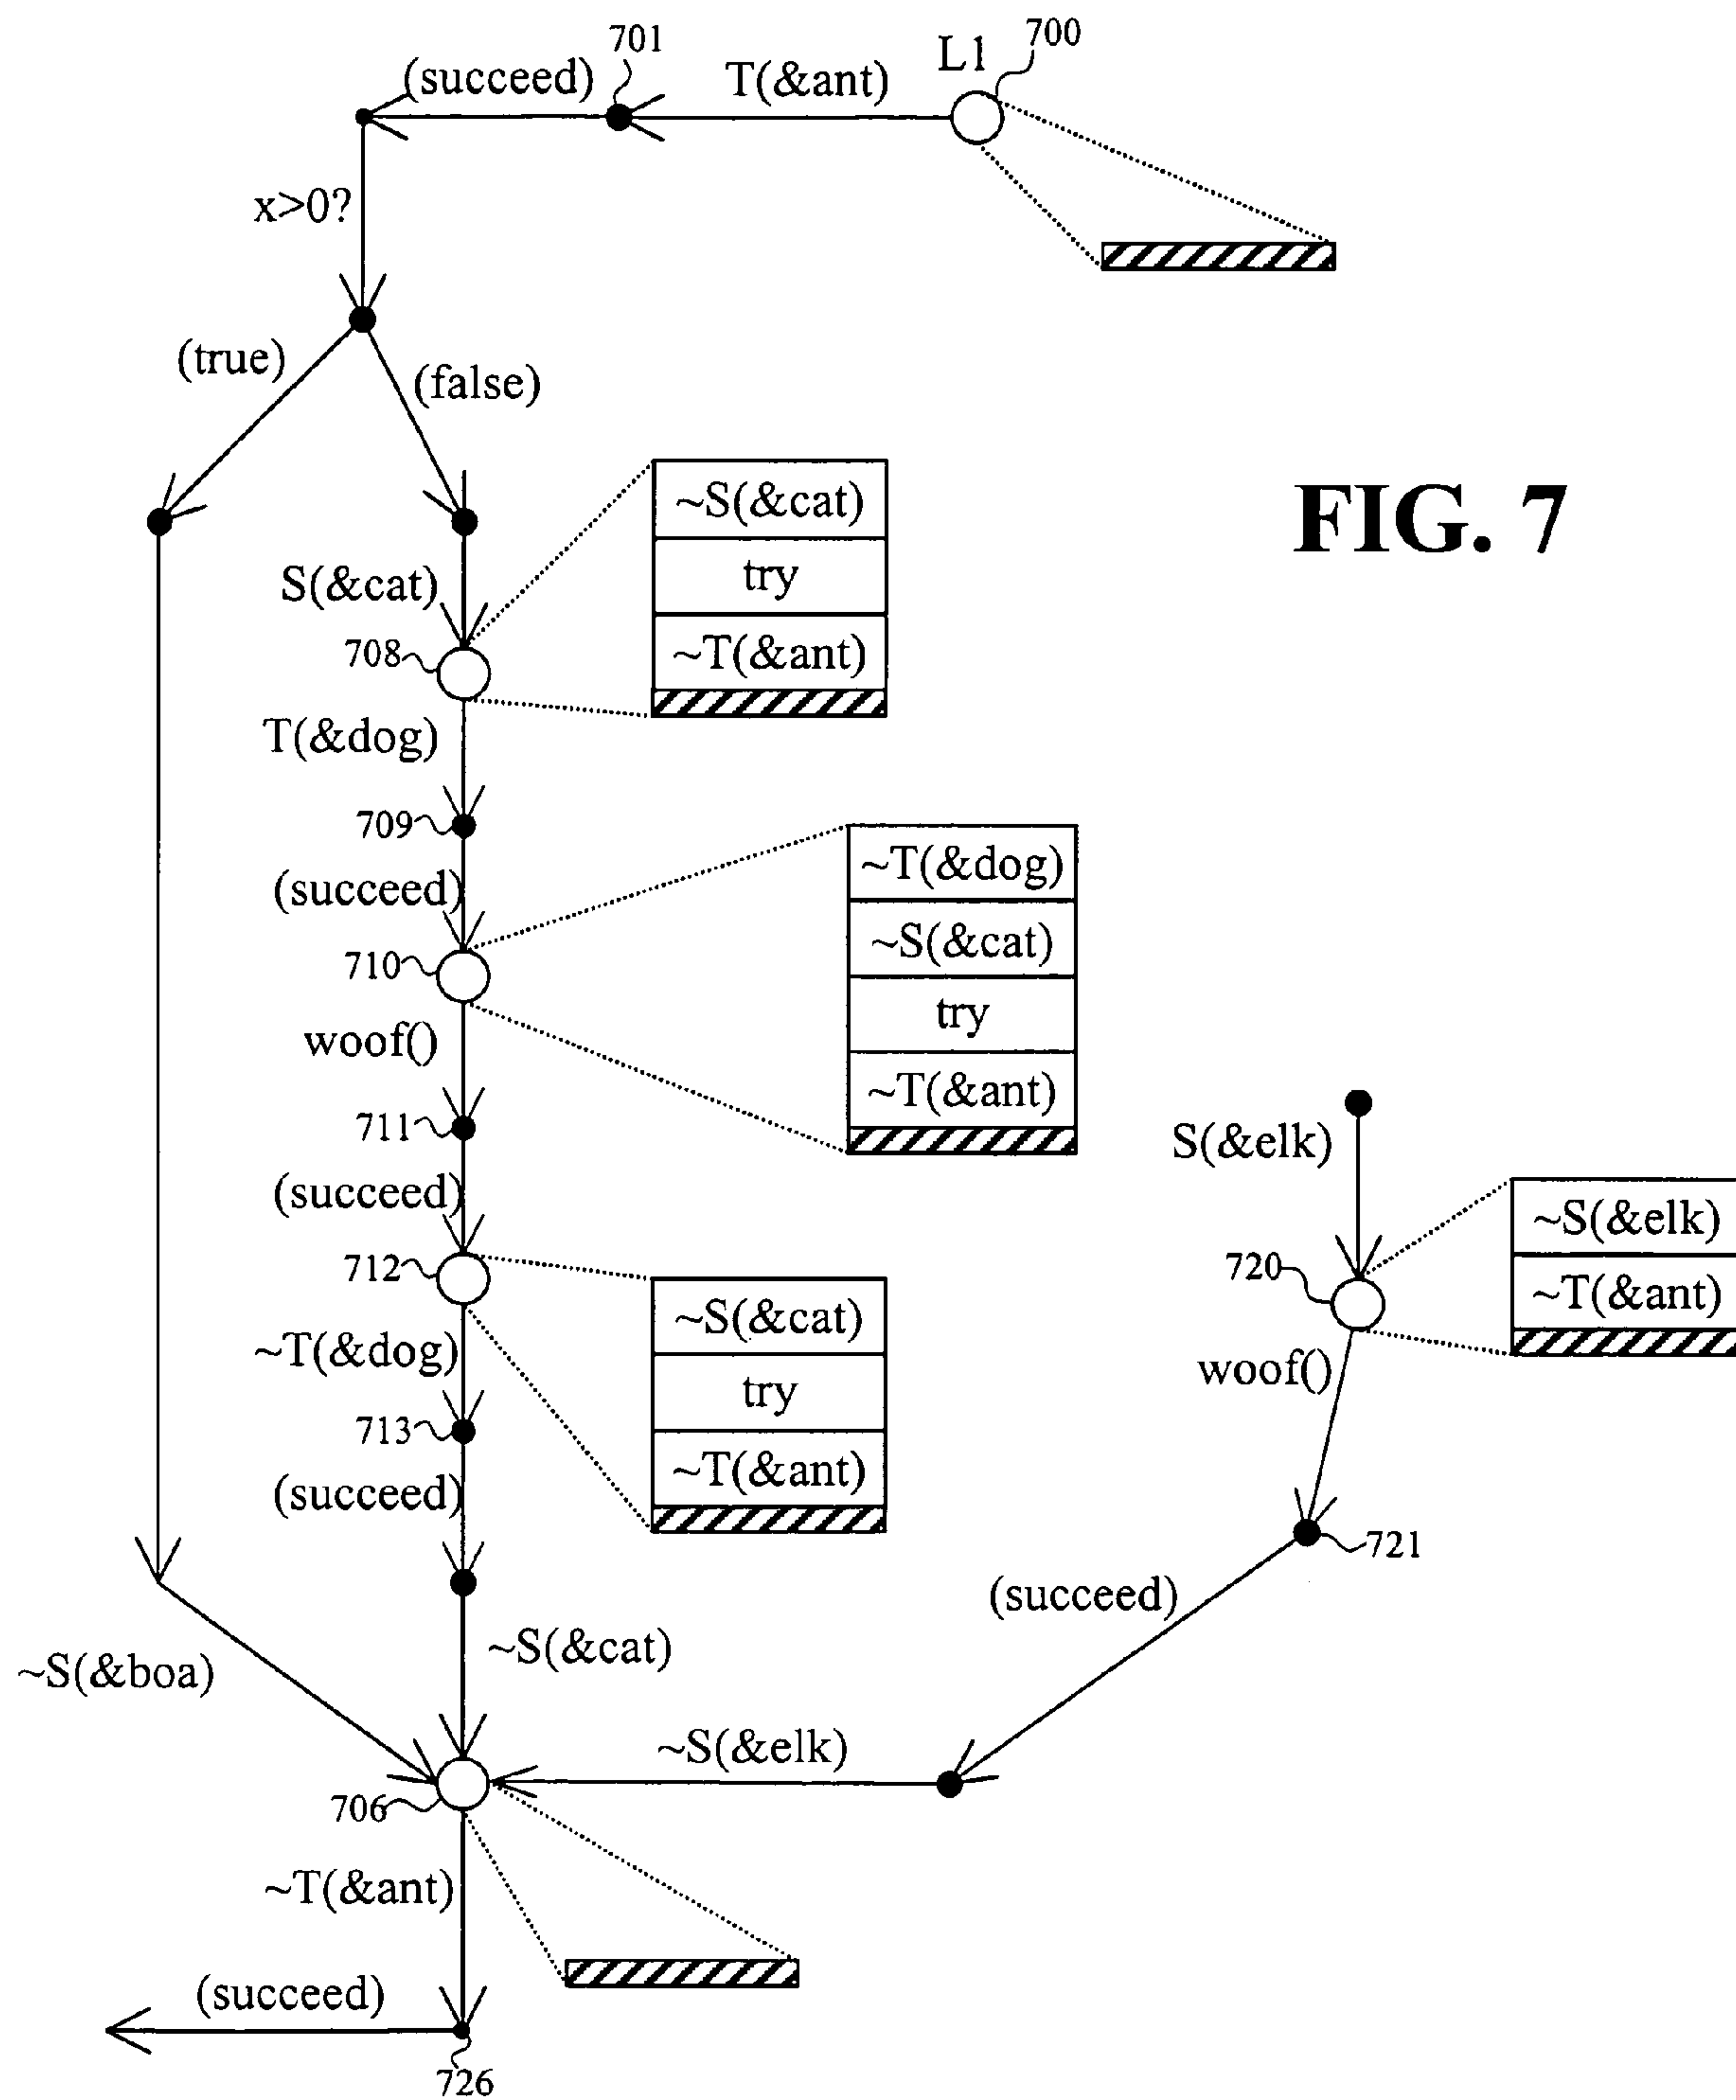 701
L1
700
(succeed)
T(&ant)
x>0?
(true)
(false)
FIG. 7
~S(&cat)
try
~T(&ant)
S(&cat)
708
T(&dog)
709
(succeed)
~T(&dog)
~S(&cat)
try
~T(&ant)
710
woof()
711
(succeed)
S(&elk)
~S(&elk)
~T(&ant)
720
712
~S(&cat)
try
~T(&ant)
~T(&dog)
woof()
713
(succeed)
721
(succeed)
~S(&cat)
~S(&boa)
~S(&elk)
706
~T(&ant)
(succeed)
726